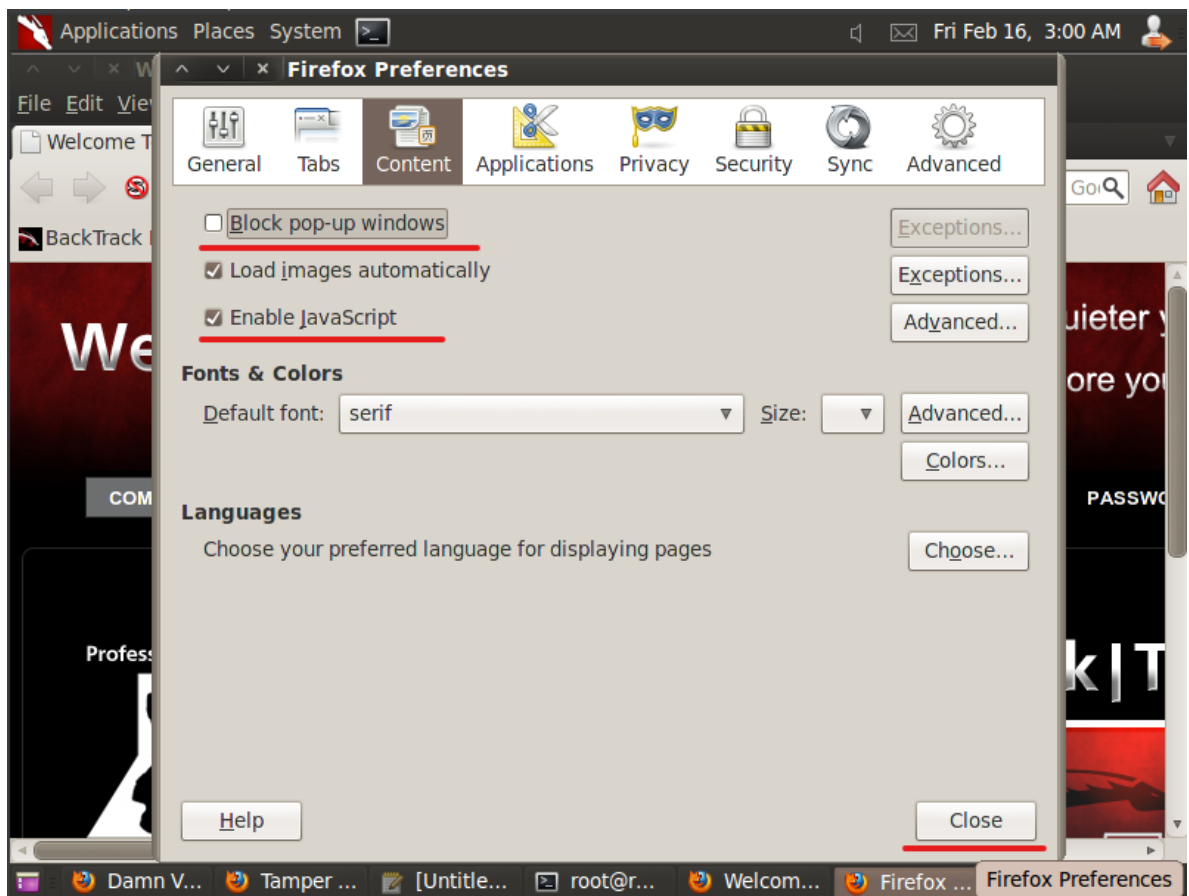 Applications Places System Fri Feb 16, 3:00 AM
Firefox Preferences
File Edit
Welcome
General Tabs Content Applications Privacy Security Sync Advanced
BackTrack
Block pop-up windows Exceptions...
Load images automatically Exceptions...
Enable JavaScript Advanced...
Fonts & Colors
Default font: serif Size: Advanced...
Colors...
Languages
Choose your preferred language for displaying pages Choose...
Help Close
Damn V... Tamper ... [Untitle... root@r... Welcom... Firefox ... Firefox Preferences